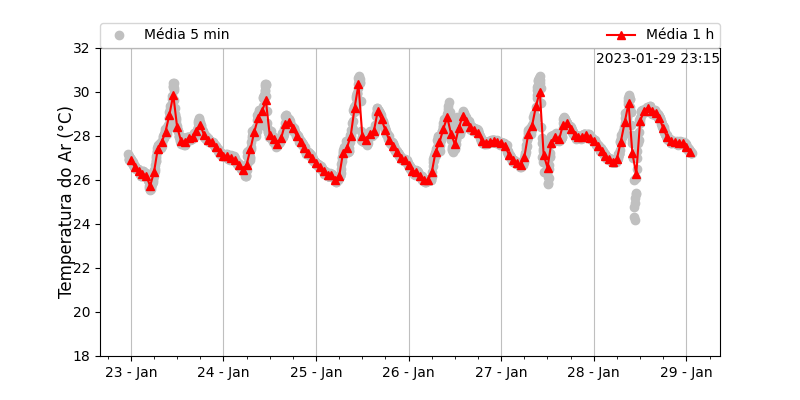 Média 5 min
Média 1 h
2023-01-29 23:15
Temperatura do Ar (°C)
32
30
28
26
24
22
20
18
23 - Jan
24 - Jan
25 - Jan
26 - Jan
27 - Jan
28 - Jan
29 - Jan